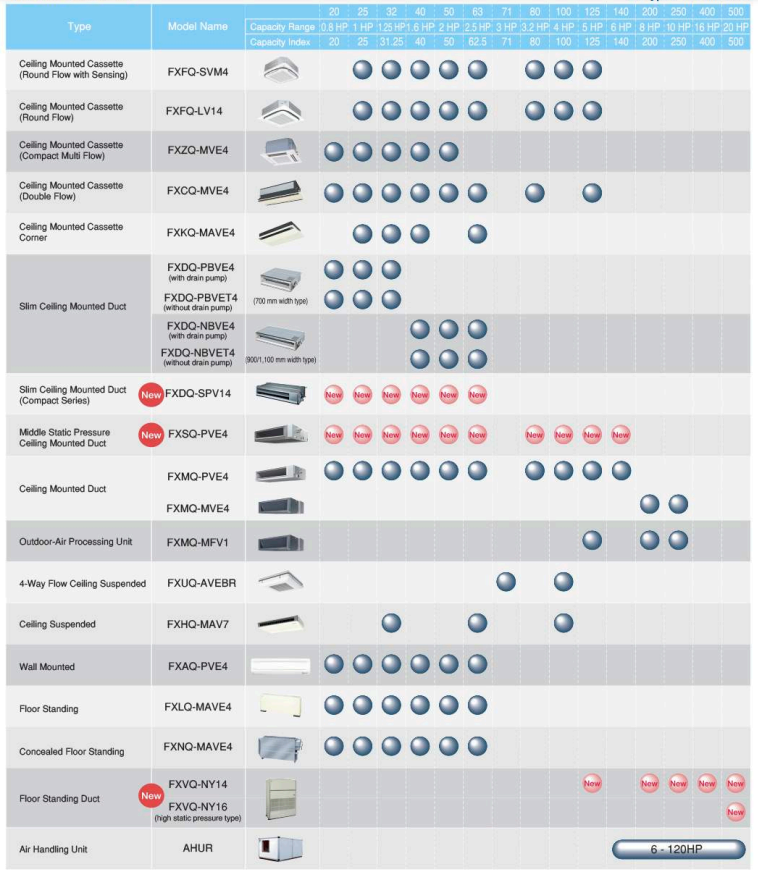 20 25 32 40 50 63 71 80 100 125 140 200 250 400 500
Type Model Name Capacity Range 0.8 HP 1 HP 1.25 HP 1.6 HP 2 HP 2.5 HP 3 HP 3.2 HP 4 HP 5 HP 6 HP 8 HP 10 HP 16 HP 20 HP
Capacity Index 20 25 31.25 40 50 62.5 71 80 100 125 140 200 250 400 500
Ceiling Mounted Cassette
(Round Flow with Sensing) FXFQ-SVM4
Ceiling Mounted Cassette
(Round Flow) FXFQ-LV14
Ceiling Mounted Cassette
(Compact Multi Flow) FXZQ-MVE4
Ceiling Mounted Cassette
(Double Flow) FXCQ-MVE4
Ceiling Mounted Cassette
Corner FXKQ-MAVE4
Slim Ceiling Mounted Duct
FXDQ-PBVE4
(with drain pump)
FXDQ-PBVET4
(without drain pump)
(700 mm width type)
FXDQ-NBVE4
(with drain pump)
FXDQ-NBVET4
(without drain pump)
(900/1,100 mm width type)
Slim Ceiling Mounted Duct
(Compact Series) New FXDQ-SPV14 New New New New New New
Middle Static Pressure
Ceiling Mounted Duct New FXSQ-PVE4 New New New New New New New New New New
Ceiling Mounted Duct
FXMQ-PVE4
FXMQ-MVE4
Outdoor-Air Processing Unit FXMQ-MFV1
4-Way Flow Ceiling Suspended FXUQ-AVEBR
Ceiling Suspended FXHQ-MAV7
Wall Mounted FXAQ-PVE4
Floor Standing FXLQ-MAVE4
Concealed Floor Standing FXNQ-MAVE4
Floor Standing Duct New
FXVQ-NY14 New New New New New
FXVQ-NY16 New
(high static pressure type)
Air Handling Unit AHUR 6 - 120HP